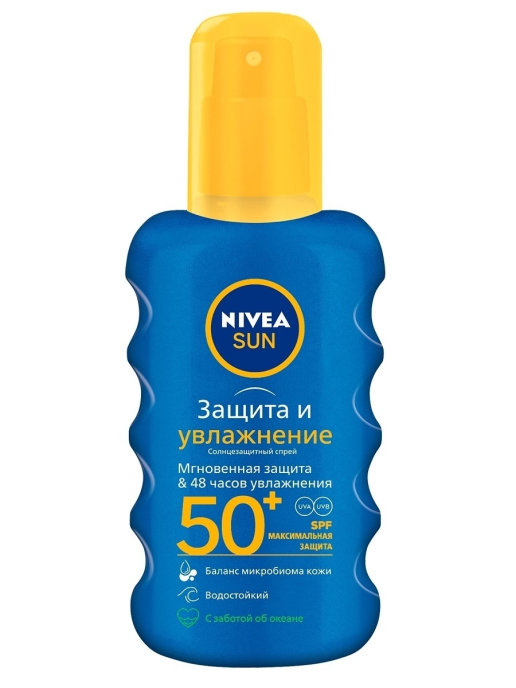 NIVEA
SUN
Защита и
увлажнение
Солнцезащитный спрей
Мгновенная защита
& 48 часов увлажнения
50+
UVA UVB
SPF
МАКСИМАЛЬНАЯ
ЗАЩИТА
Баланс микробиома кожи
Водостойкий
С заботой об океане